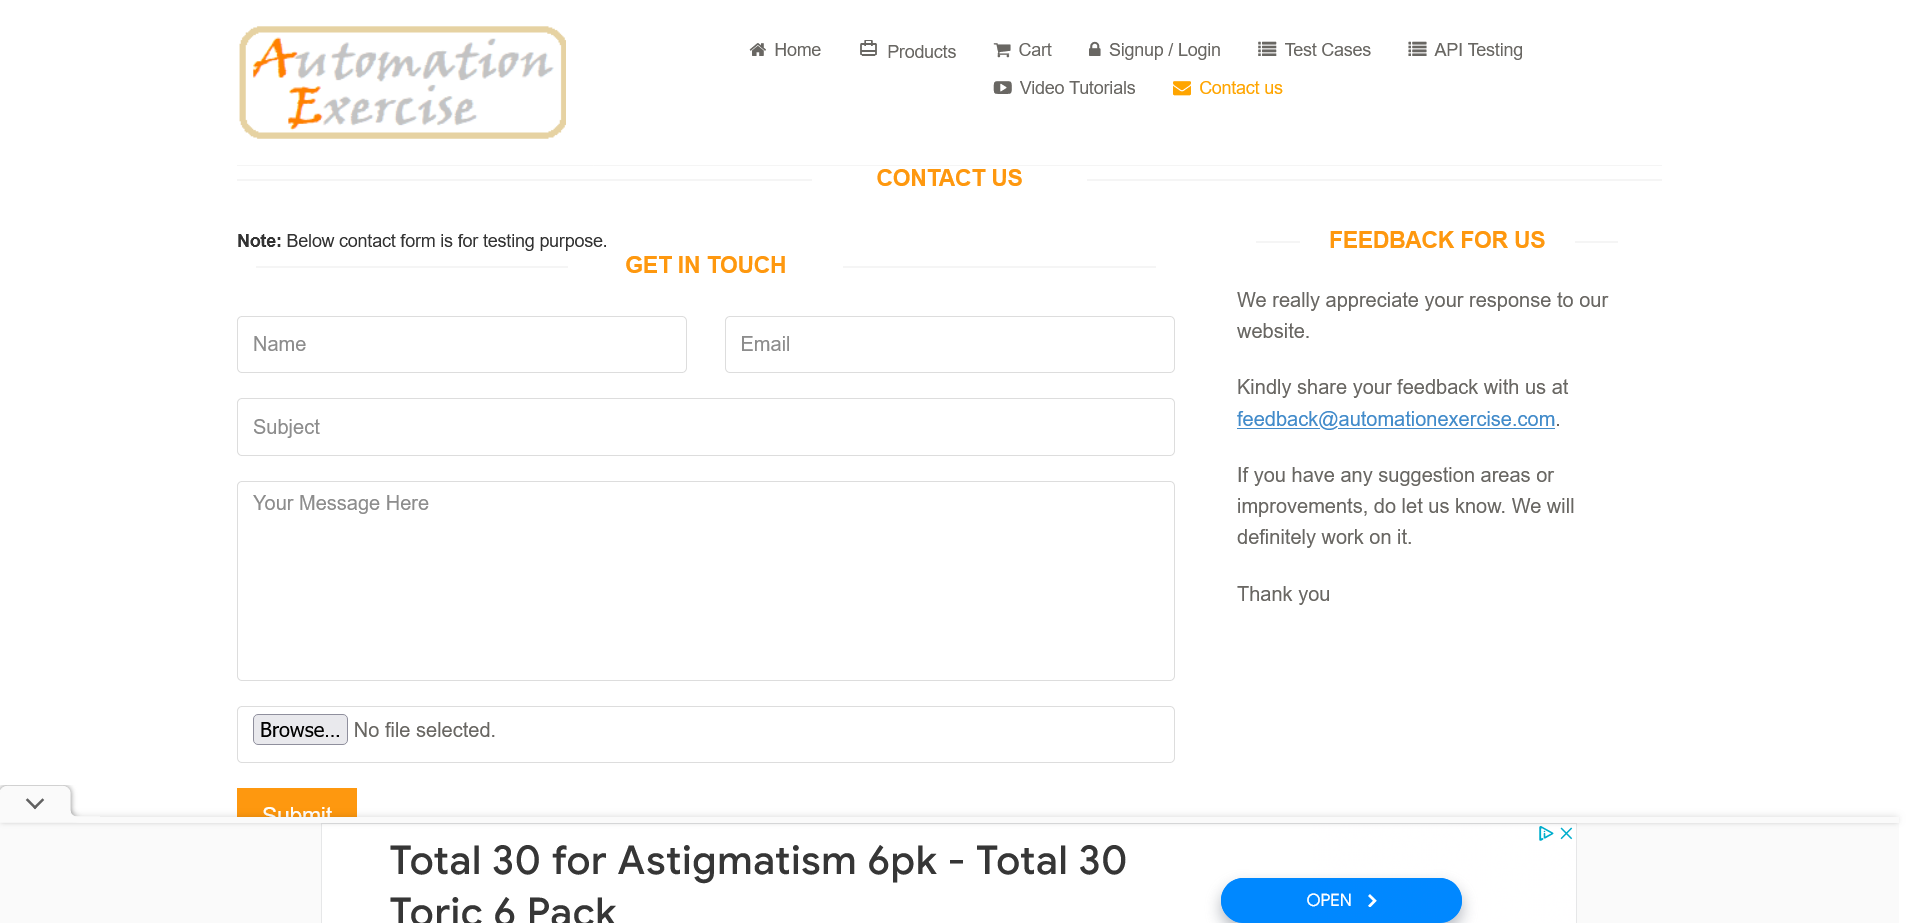 Automation
Exercise
Home
Products
Cart
Signup / Login
Test Cases
API Testing
Video Tutorials
Contact us
CONTACT US
Note: Below contact form is for testing purpose.
GET IN TOUCH
Name
Email
Subject
Your Message Here
Browse... No file selected.
Submit
FEEDBACK FOR US
We really appreciate your response to our
website.
Kindly share your feedback with us at
feedback@automationexercise.com.
If you have any suggestion areas or
improvements, do let us know. We will
definitely work on it.
Thank you
Total 30 for Astigmatism 6pk - Total 30
Toric 6 Pack
OPEN